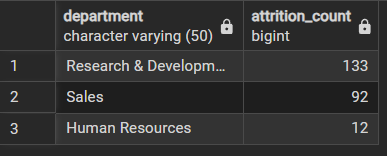 department attrition_count
character varying (50) bigint
1 Research & Developm... 133
2 Sales 92
3 Human Resources 12